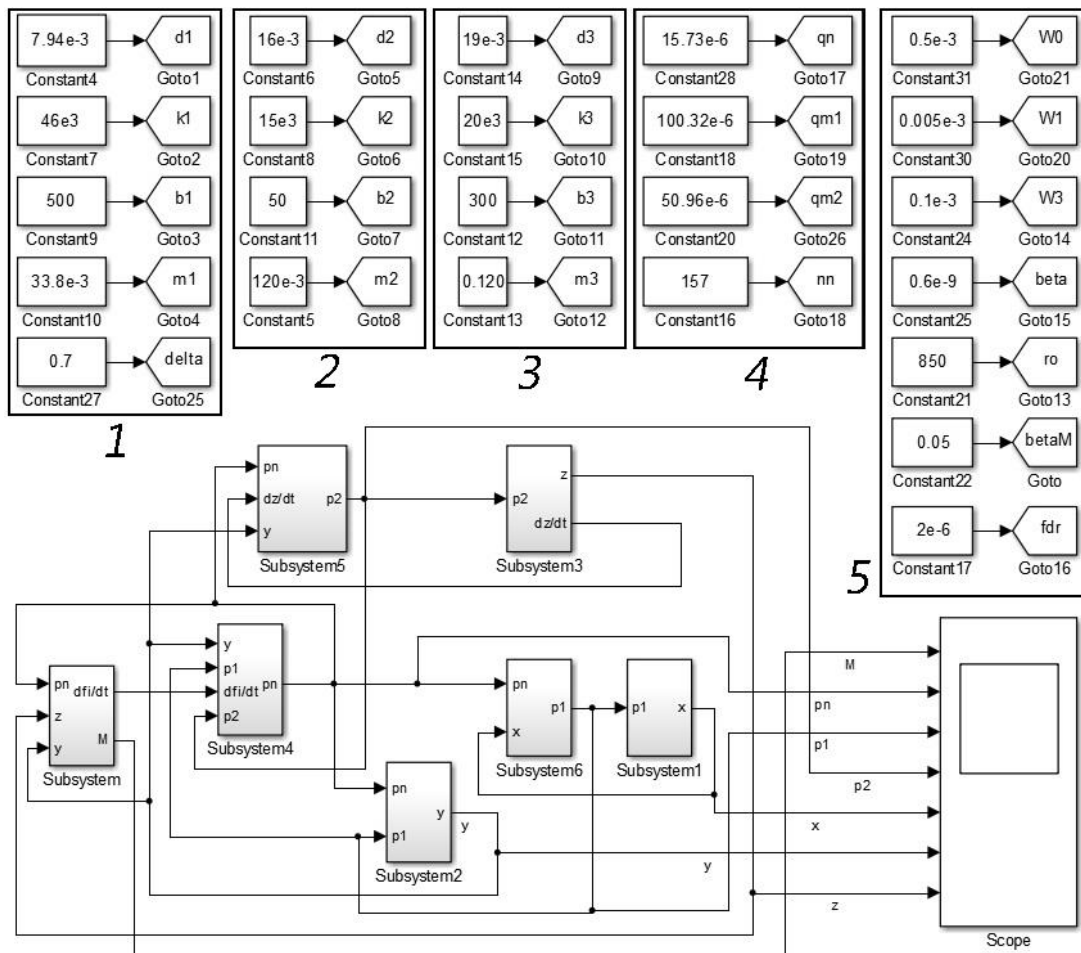 7.94e-3
d1
Constant4
Goto1
46e3
k1
Constant7
Goto2
500
b1
Constant9
Goto3
33.8e-3
m1
Constant10
Goto4
0.7
delta
Constant27
Goto25
1
16e-3
d2
Constant6
Goto5
15e3
k2
Constant8
Goto6
50
b2
Constant11
Goto7
120e-3
m2
Constant5
Goto8
2
19e-3
d3
Constant14
Goto9
20e3
k3
Constant15
Goto10
300
b3
Constant12
Goto11
0.120
m3
Constant13
Goto12
3
15.73e-6
qn
Constant28
Goto17
100.32e-6
qm1
Constant18
Goto19
50.96e-6
qm2
Constant20
Goto26
157
nn
Constant16
Goto18
4
0.5e-3
W0
Constant31
Goto21
0.005e-3
W1
Constant30
Goto20
0.1e-3
W3
Constant24
Goto14
0.6e-9
beta
Constant25
Goto15
850
ro
Constant21
Goto13
0.05
betaM
Constant22
Goto
2e-6
fdr
Constant17
Goto16
5
pn
dz/dt
y
p2
Subsystem5
p2
z
dz/dt
Subsystem3
pn
z
y
dfi/dt
M
Subsystem
y
p1
dfi/dt
p2
pn
Subsystem4
pn
x
p1
Subsystem6
p1
x
Subsystem1
pn
p1
y
Subsystem2
y
M
pn
p1
p2
x
y
z
Scope